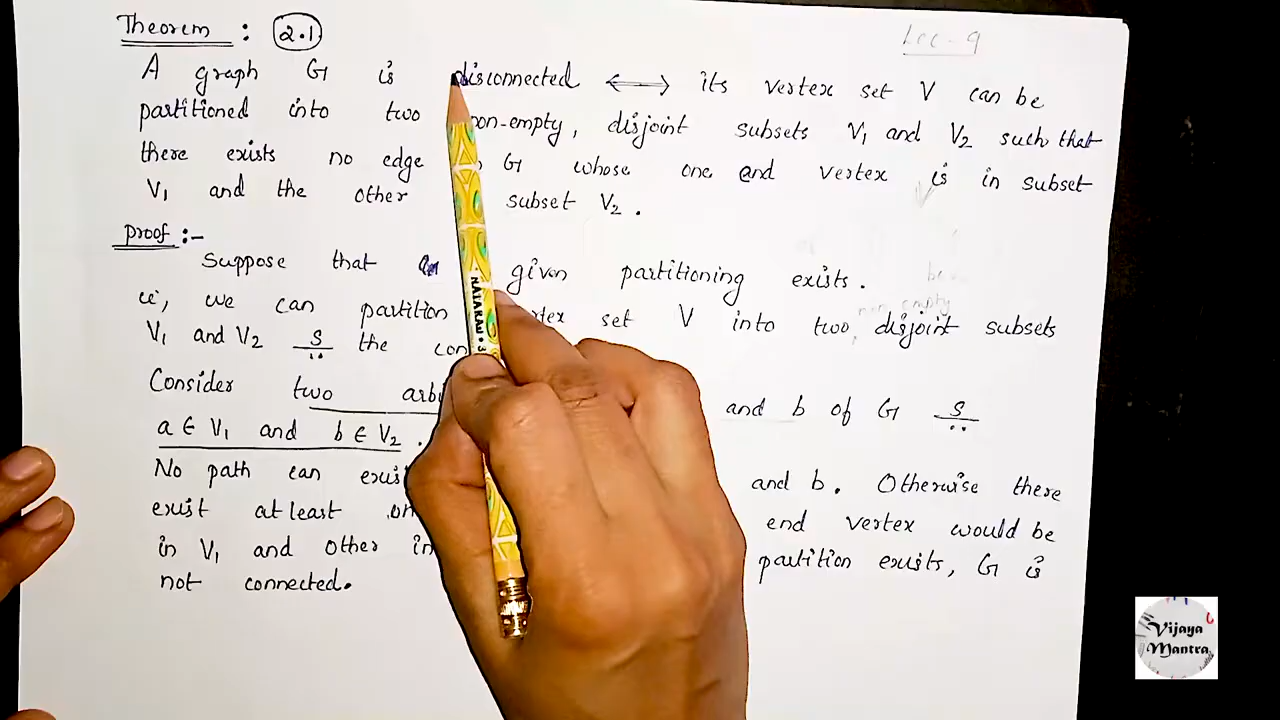 Theorem : 2.1
Lec - 9
A graph G is disconnected ⟷ its vertex set V can be
partitioned into two non-empty, disjoint subsets V1 and V2 such that
there exists no edge G whose one end vertex is in subset
V1 and the other subset V2 .
Proof :-
Suppose that given partitioning exists .
ie, we can partition vertex set V into two, non empty disjoint subsets
V1 and V2 the
Consider two and b of G
a ∈ V1 and b ∈ V2 .
No path can exist and b. Otherwise there
exist atleast end vertex would be
in V1 and other in partition exists, G is
not connected.
NATARAJ
Vijaya
Mantra